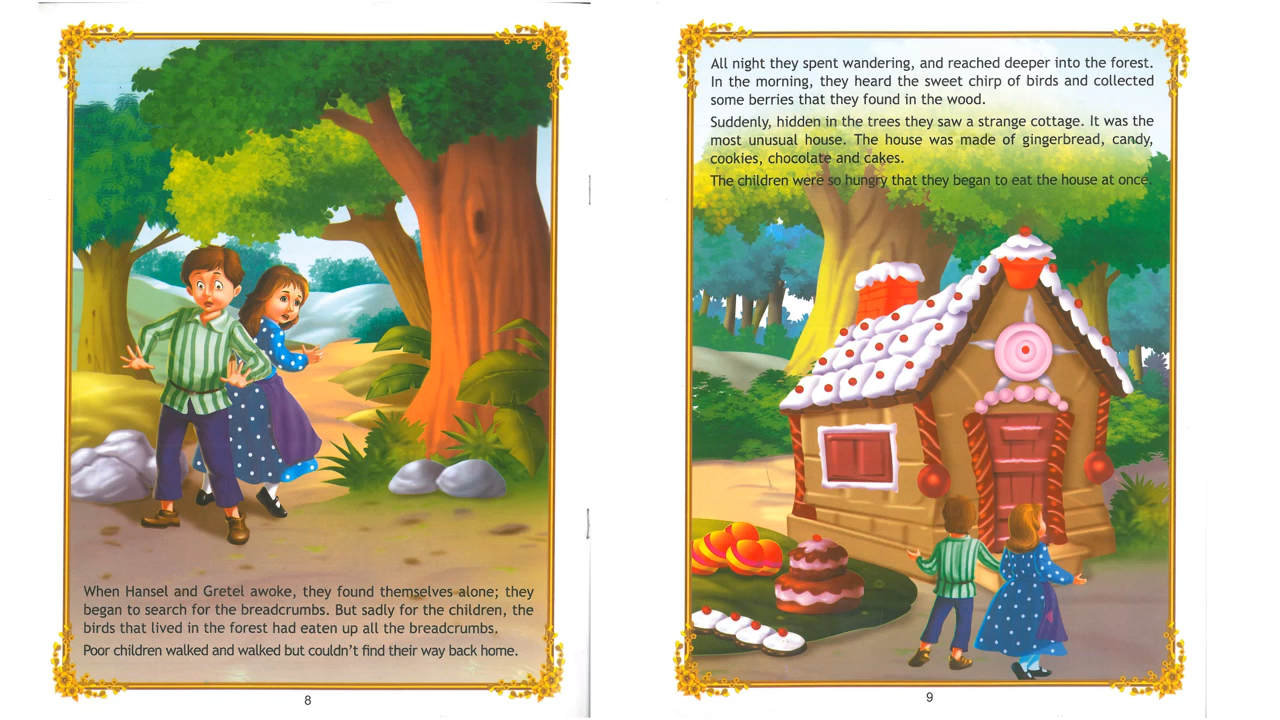 When Hansel and Gretel awoke, they found themselves alone; they
began to search for the breadcrumbs. But sadly for the children, the
birds that lived in the forest had eaten up all the breadcrumbs.
Poor children walked and walked but couldn't find their way back home.
8
All night they spent wandering, and reached deeper into the forest.
In the morning, they heard the sweet chirp of birds and collected
some berries that they found in the wood.
Suddenly, hidden in the trees they saw a strange cottage. It was the
most unusual house. The house was made of gingerbread, candy,
cookies, chocolate and cakes.
The children were so hungry that they began to eat the house at once.
9